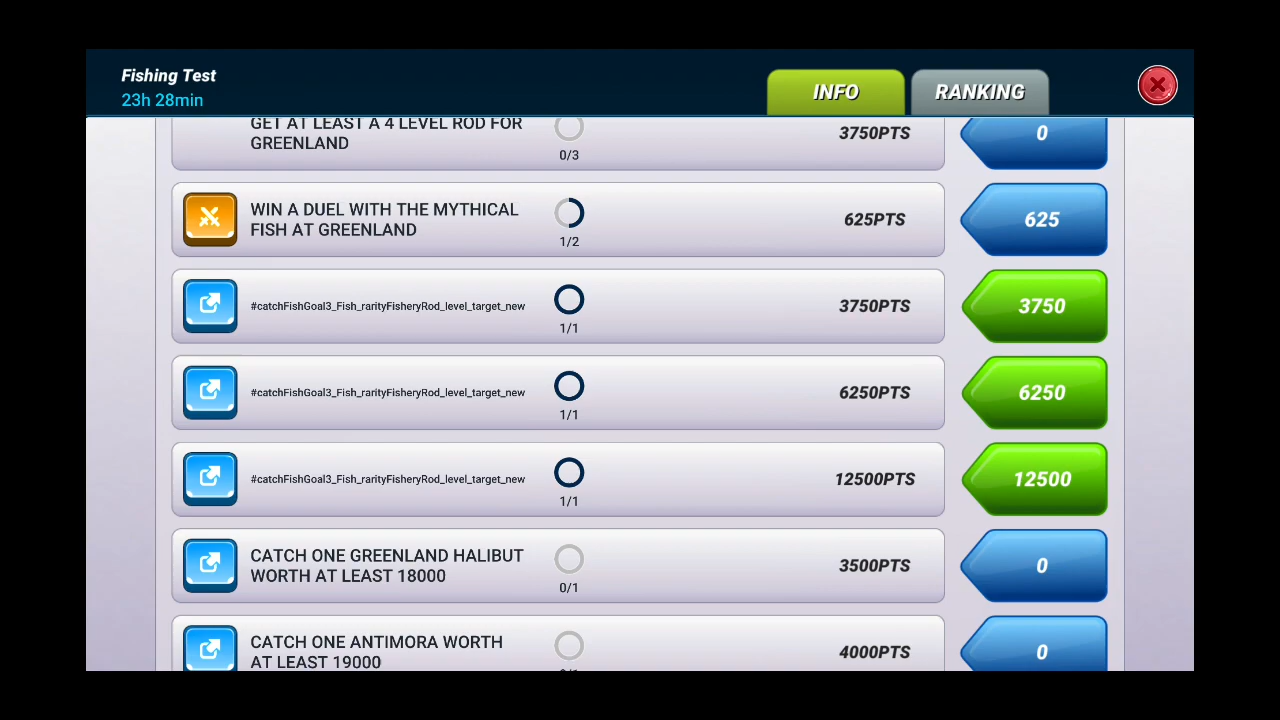 Fishing Test
23h 28min
INFO
RANKING
GET AT LEAST A 4 LEVEL ROD FOR
GREENLAND
0/3
3750PTS
0
WIN A DUEL WITH THE MYTHICAL
FISH AT GREENLAND
1/2
625PTS
625
#catchFishGoal3_Fish_rarityFisheryRod_level_target_new
1/1
3750PTS
3750
#catchFishGoal3_Fish_rarityFisheryRod_level_target_new
1/1
6250PTS
6250
#catchFishGoal3_Fish_rarityFisheryRod_level_target_new
1/1
12500PTS
12500
CATCH ONE GREENLAND HALIBUT
WORTH AT LEAST 18000
0/1
3500PTS
0
CATCH ONE ANTIMORA WORTH
AT LEAST 19000
4000PTS
0